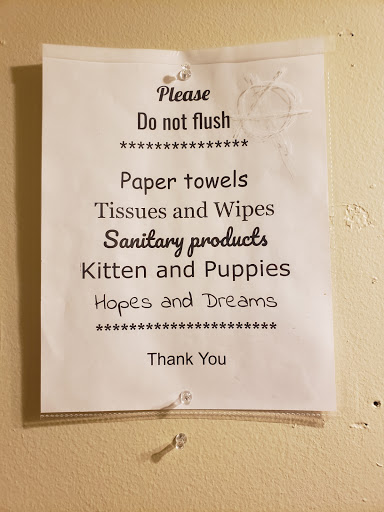 Please
Do not flush
***************
Paper towels
Tissues and Wipes
Sanitary products
Kitten and Puppies
Hopes and Dreams
*********************
Thank You